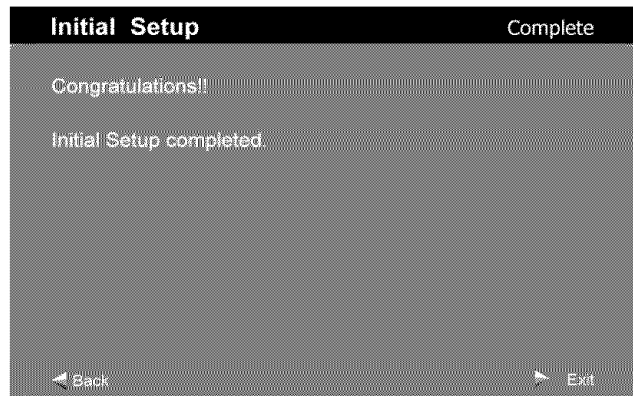 Initial Setup Complete
Congratulations!!
Initial Setup completed.
Back Exit